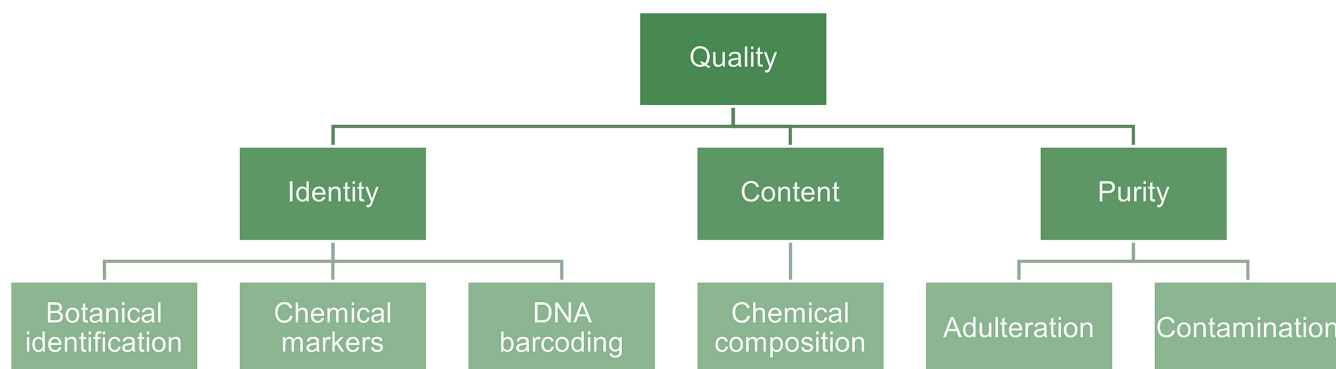 Quality
Identity
Content
Purity
Botanical
identification
Chemical
markers
DNA
barcoding
Chemical
composition
Adulteration
Contamination